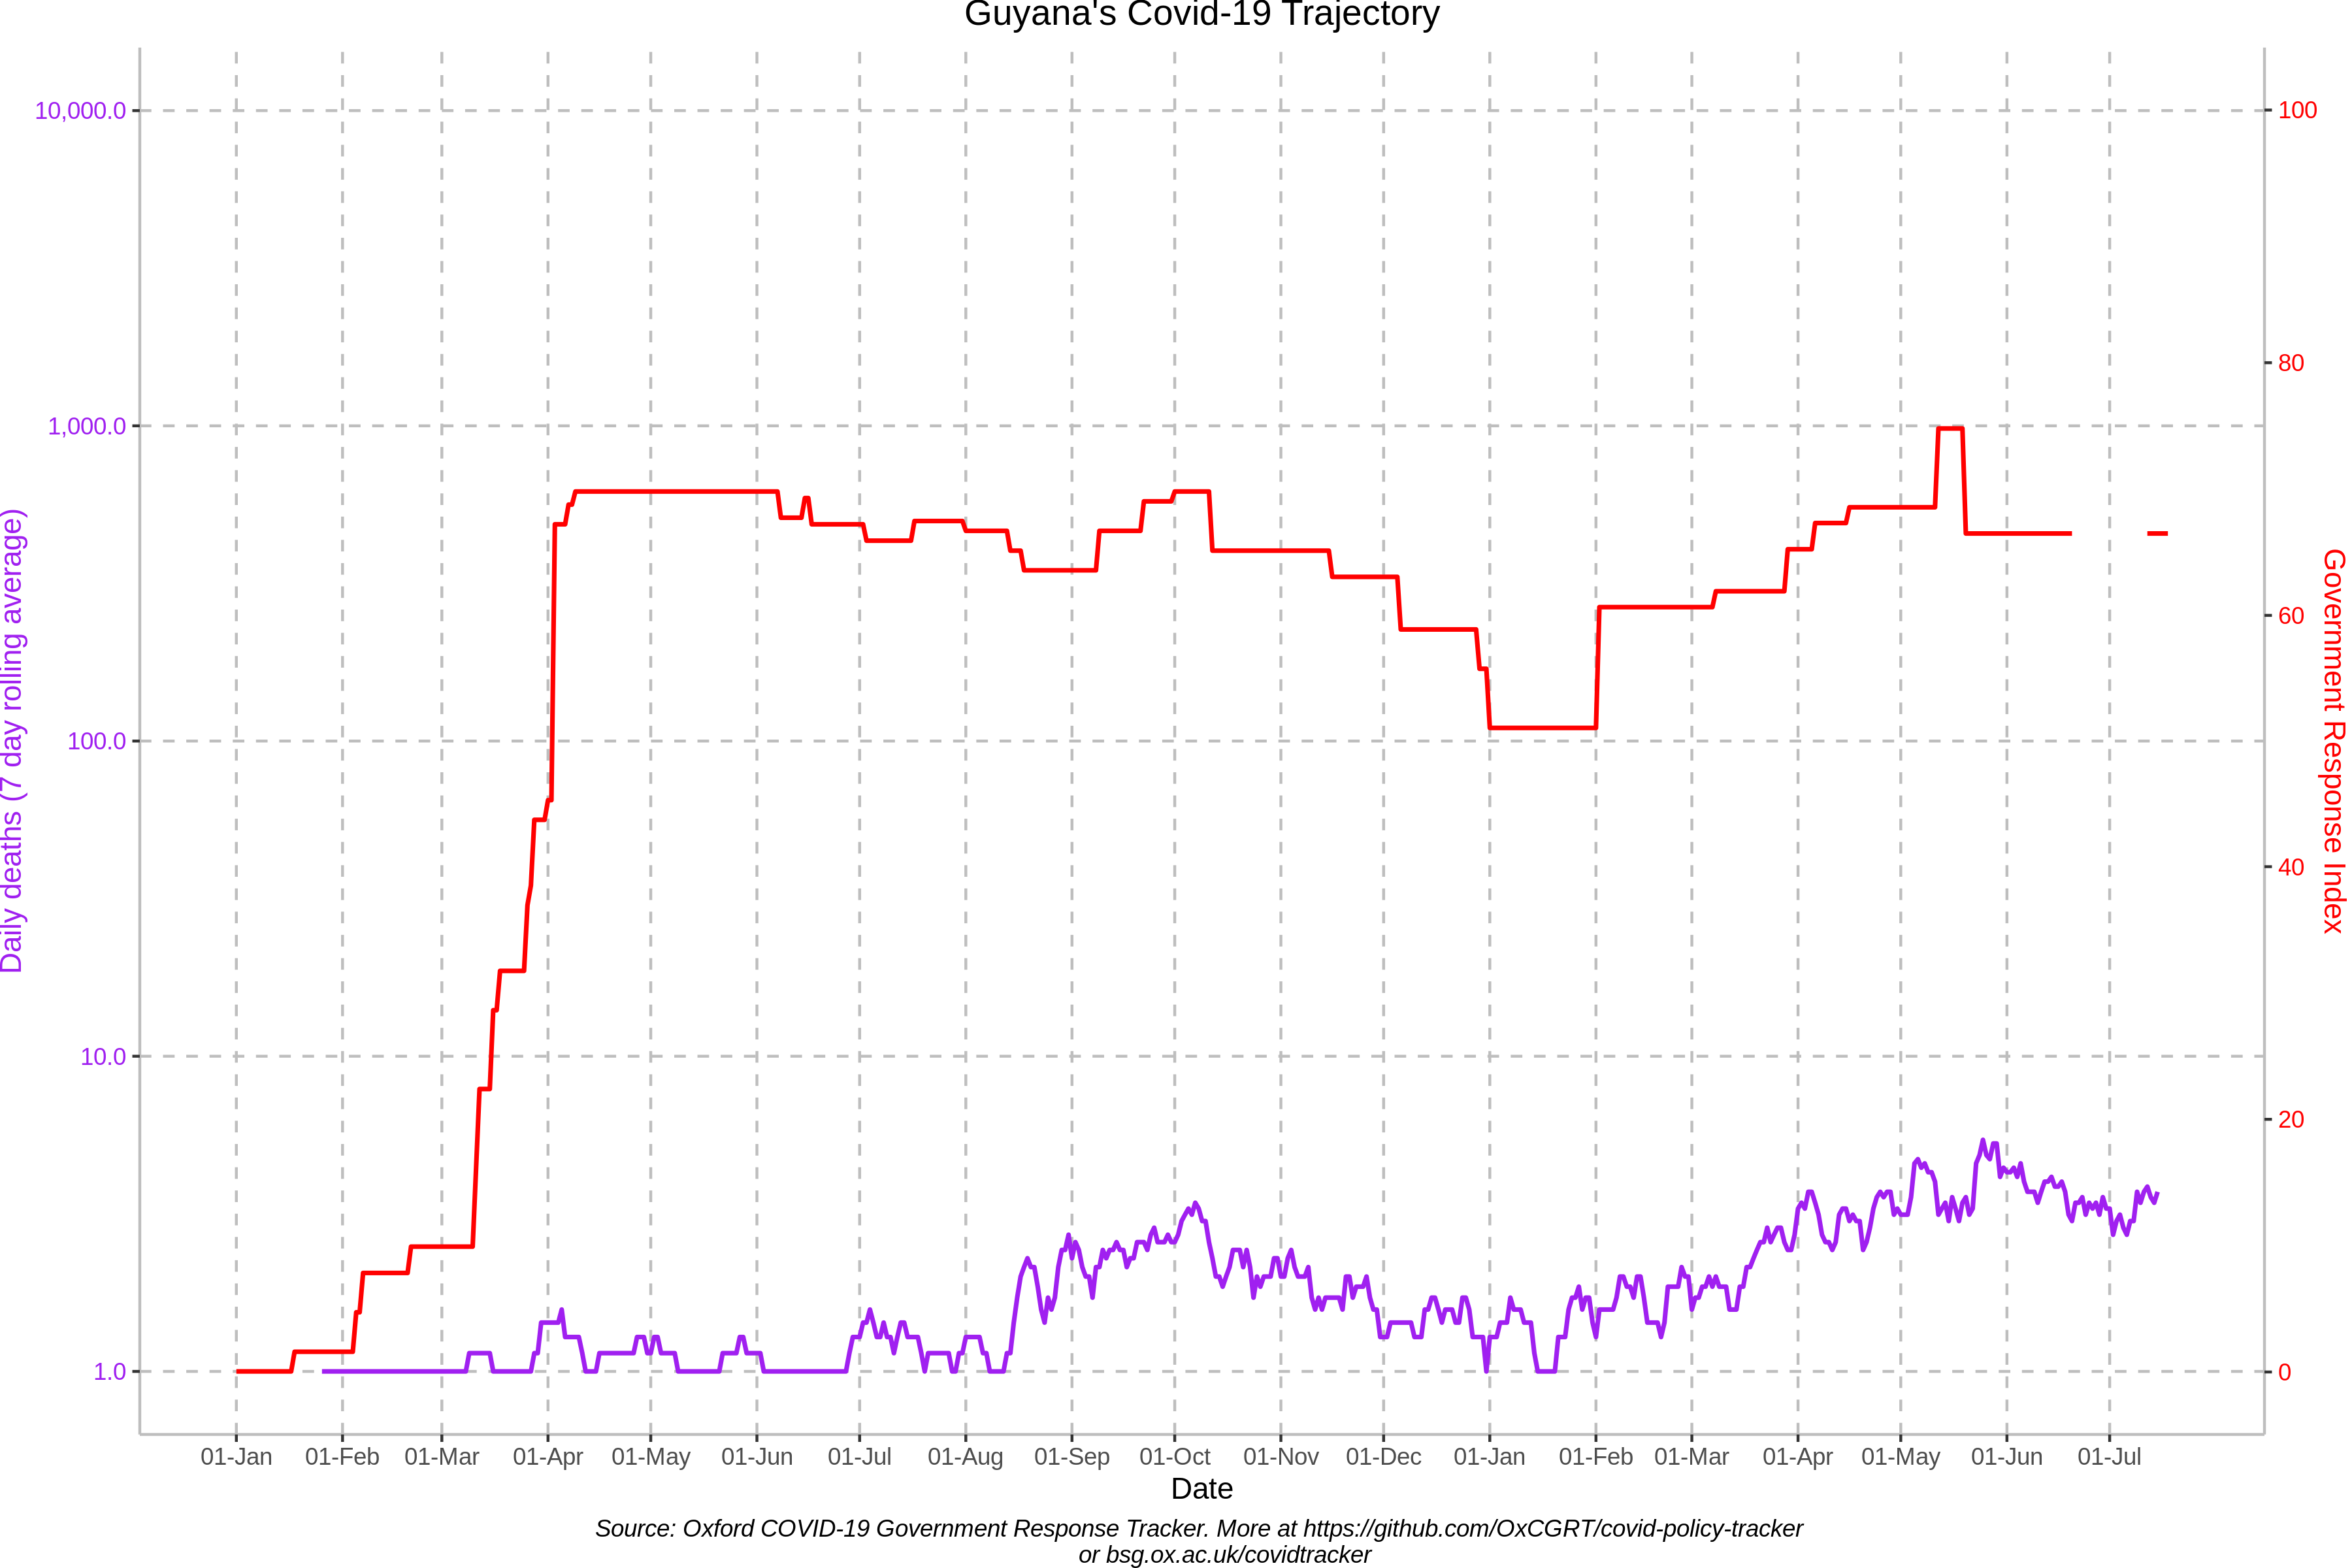 Guyana's Covid-19 Trajectory
10,000.0
1,000.0
100.0
10.0
1.0
Daily deaths (7 day rolling average)
100
80
60
40
20
0
Government Response Index
01-Jan 01-Feb 01-Mar 01-Apr 01-May 01-Jun 01-Jul 01-Aug 01-Sep 01-Oct 01-Nov 01-Dec 01-Jan 01-Feb 01-Mar 01-Apr 01-May 01-Jun 01-Jul
Date
Source: Oxford COVID-19 Government Response Tracker. More at https://github.com/OxCGRT/covid-policy-tracker
or bsg.ox.ac.uk/covidtracker